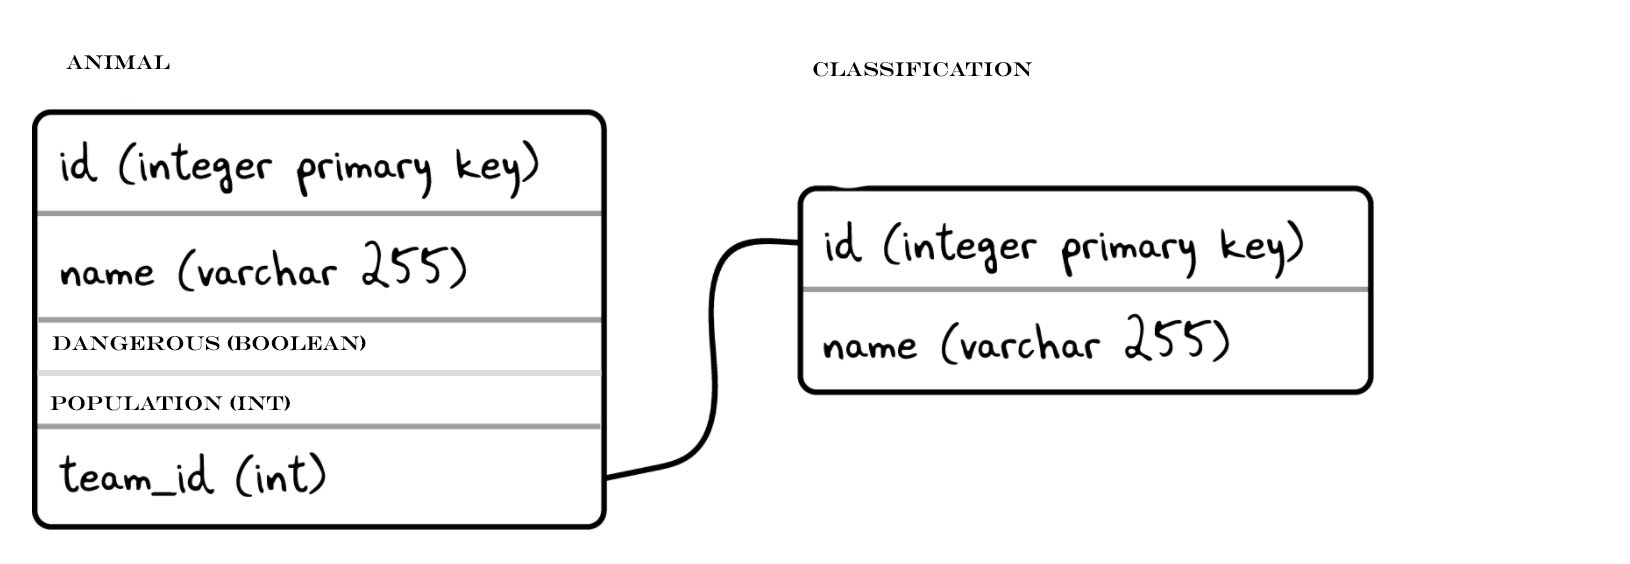 ANIMAL
id (integer primary key)
name (varchar 255)
DANGEROUS (BOOLEAN)
POPULATION (INT)
team_id (int)
CLASSIFICATION
id (integer primary key)
name (varchar 255)